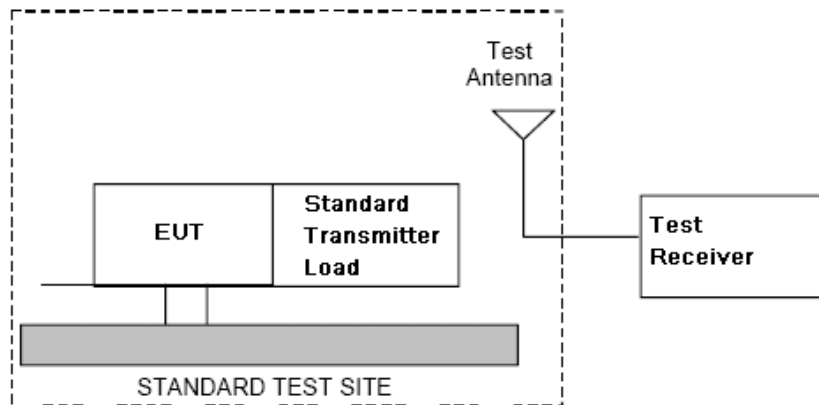 Test
Antenna
EUT
Standard
Transmitter
Load
Test
Receiver
STANDARD TEST SITE